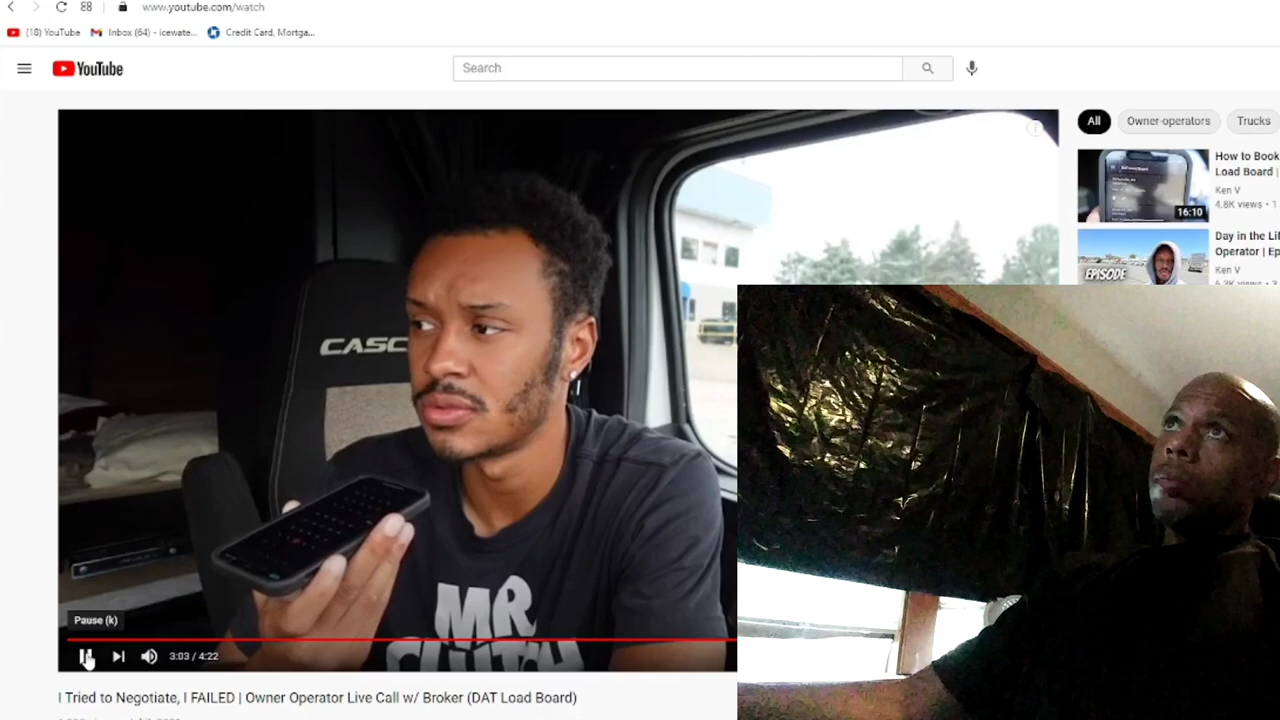 www.youtube.com/watch
(18) YouTube
Inbox (64) - icewate...
Credit Card, Mortga...
YouTube
Search
All
Owner-operators
Trucks
How to Book
Load Board |
Ken V
4.8K views • 1
16:10
Day in the Lif
Operator | Ep
Ken V
EPISODE
CASC
MR
CLUTCH
Pause (k)
3:03 / 4:22
I Tried to Negotiate, I FAILED | Owner Operator Live Call w/ Broker (DAT Load Board)